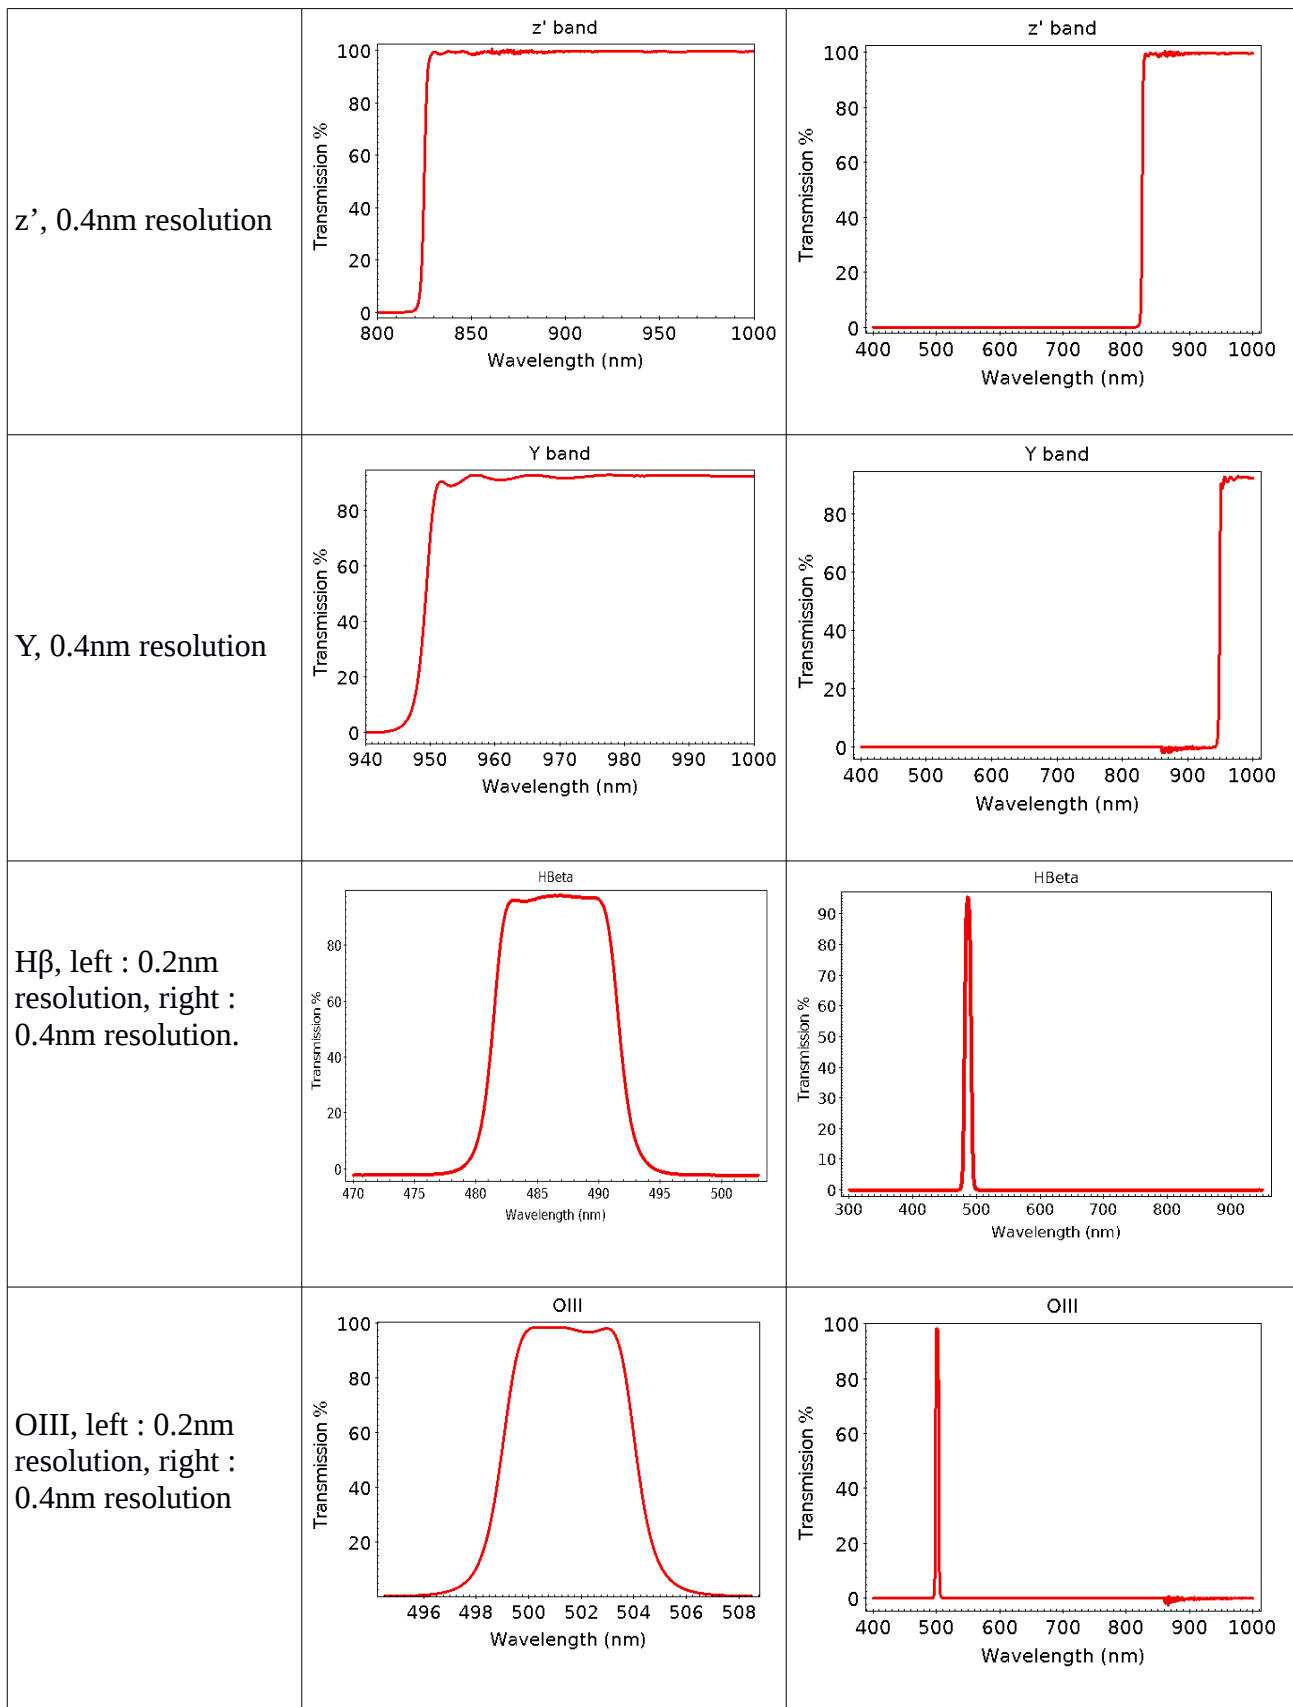 z’, 0.4nm resolution
z' band
Transmission %
100
80
60
40
20
0
800 850 900 950 1000
Wavelength (nm)
z' band
Transmission %
100
80
60
40
20
0
400 500 600 700 800 900 1000
Wavelength (nm)
Y, 0.4nm resolution
Y band
Transmission %
80
60
40
20
0
940 950 960 970 980 990 1000
Wavelength (nm)
Y band
Transmission %
80
60
40
20
0
400 500 600 700 800 900 1000
Wavelength (nm)
Hβ, left : 0.2nm
resolution, right :
0.4nm resolution.
HBeta
Transmission %
80
60
40
20
0
470 475 480 485 490 495 500
Wavelength (nm)
HBeta
Transmission %
90
80
70
60
50
40
30
20
10
0
300 400 500 600 700 800 900
Wavelength (nm)
OIII, left : 0.2nm
resolution, right :
0.4nm resolution
OIII
Transmission %
100
80
60
40
20
496 498 500 502 504 506 508
Wavelength (nm)
OIII
Transmission %
100
80
60
40
20
0
400 500 600 700 800 900 1000
Wavelength (nm)